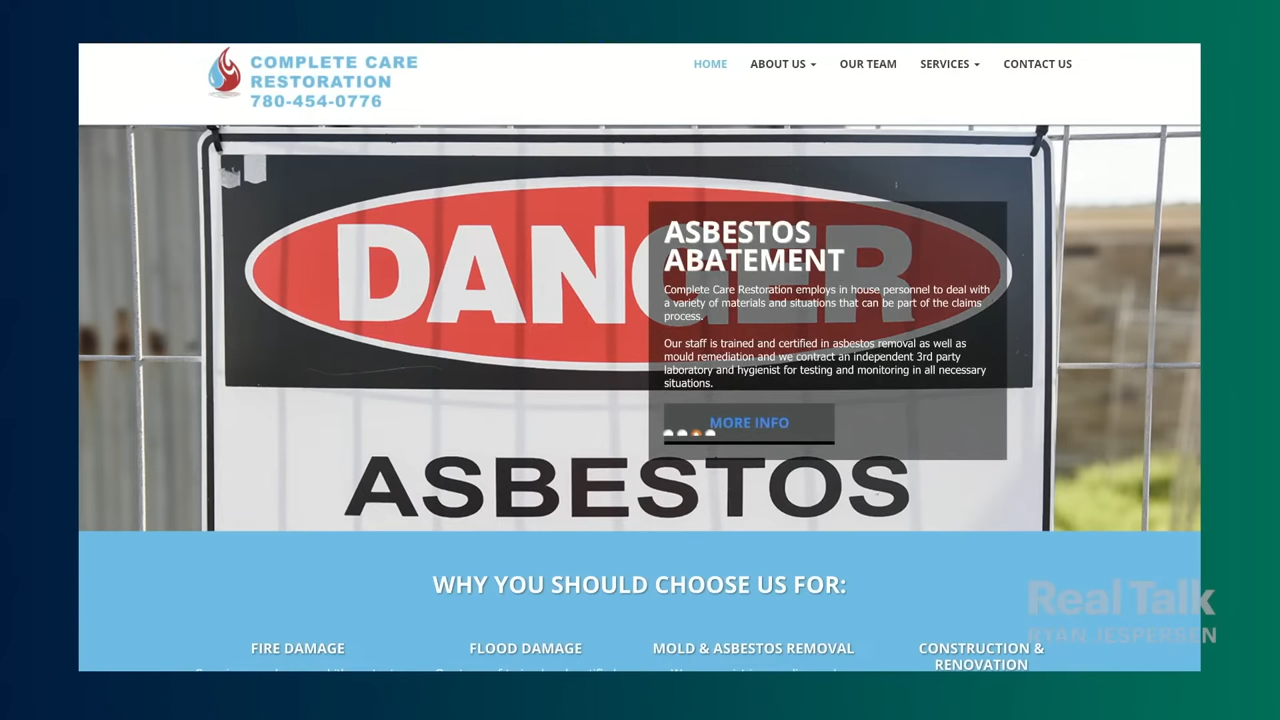 COMPLETE CARE
RESTORATION
780-454-0776
HOME
ABOUT US
OUR TEAM
SERVICES
CONTACT US
DANGER
ASBESTOS
ABATEMENT
Complete Care Restoration employs in house personnel to deal with
a variety of materials and situations that can be part of the claims
process.
Our staff is trained and certified in asbestos removal as well as
mould remediation and we contract an independent 3rd party
laboratory and hygienist for testing and monitoring in all necessary
situations.
MORE INFO
ASBESTOS
WHY YOU SHOULD CHOOSE US FOR:
Real Talk
RYAN JESPERSEN
FIRE DAMAGE
FLOOD DAMAGE
MOLD & ASBESTOS REMOVAL
CONSTRUCTION &
RENOVATION